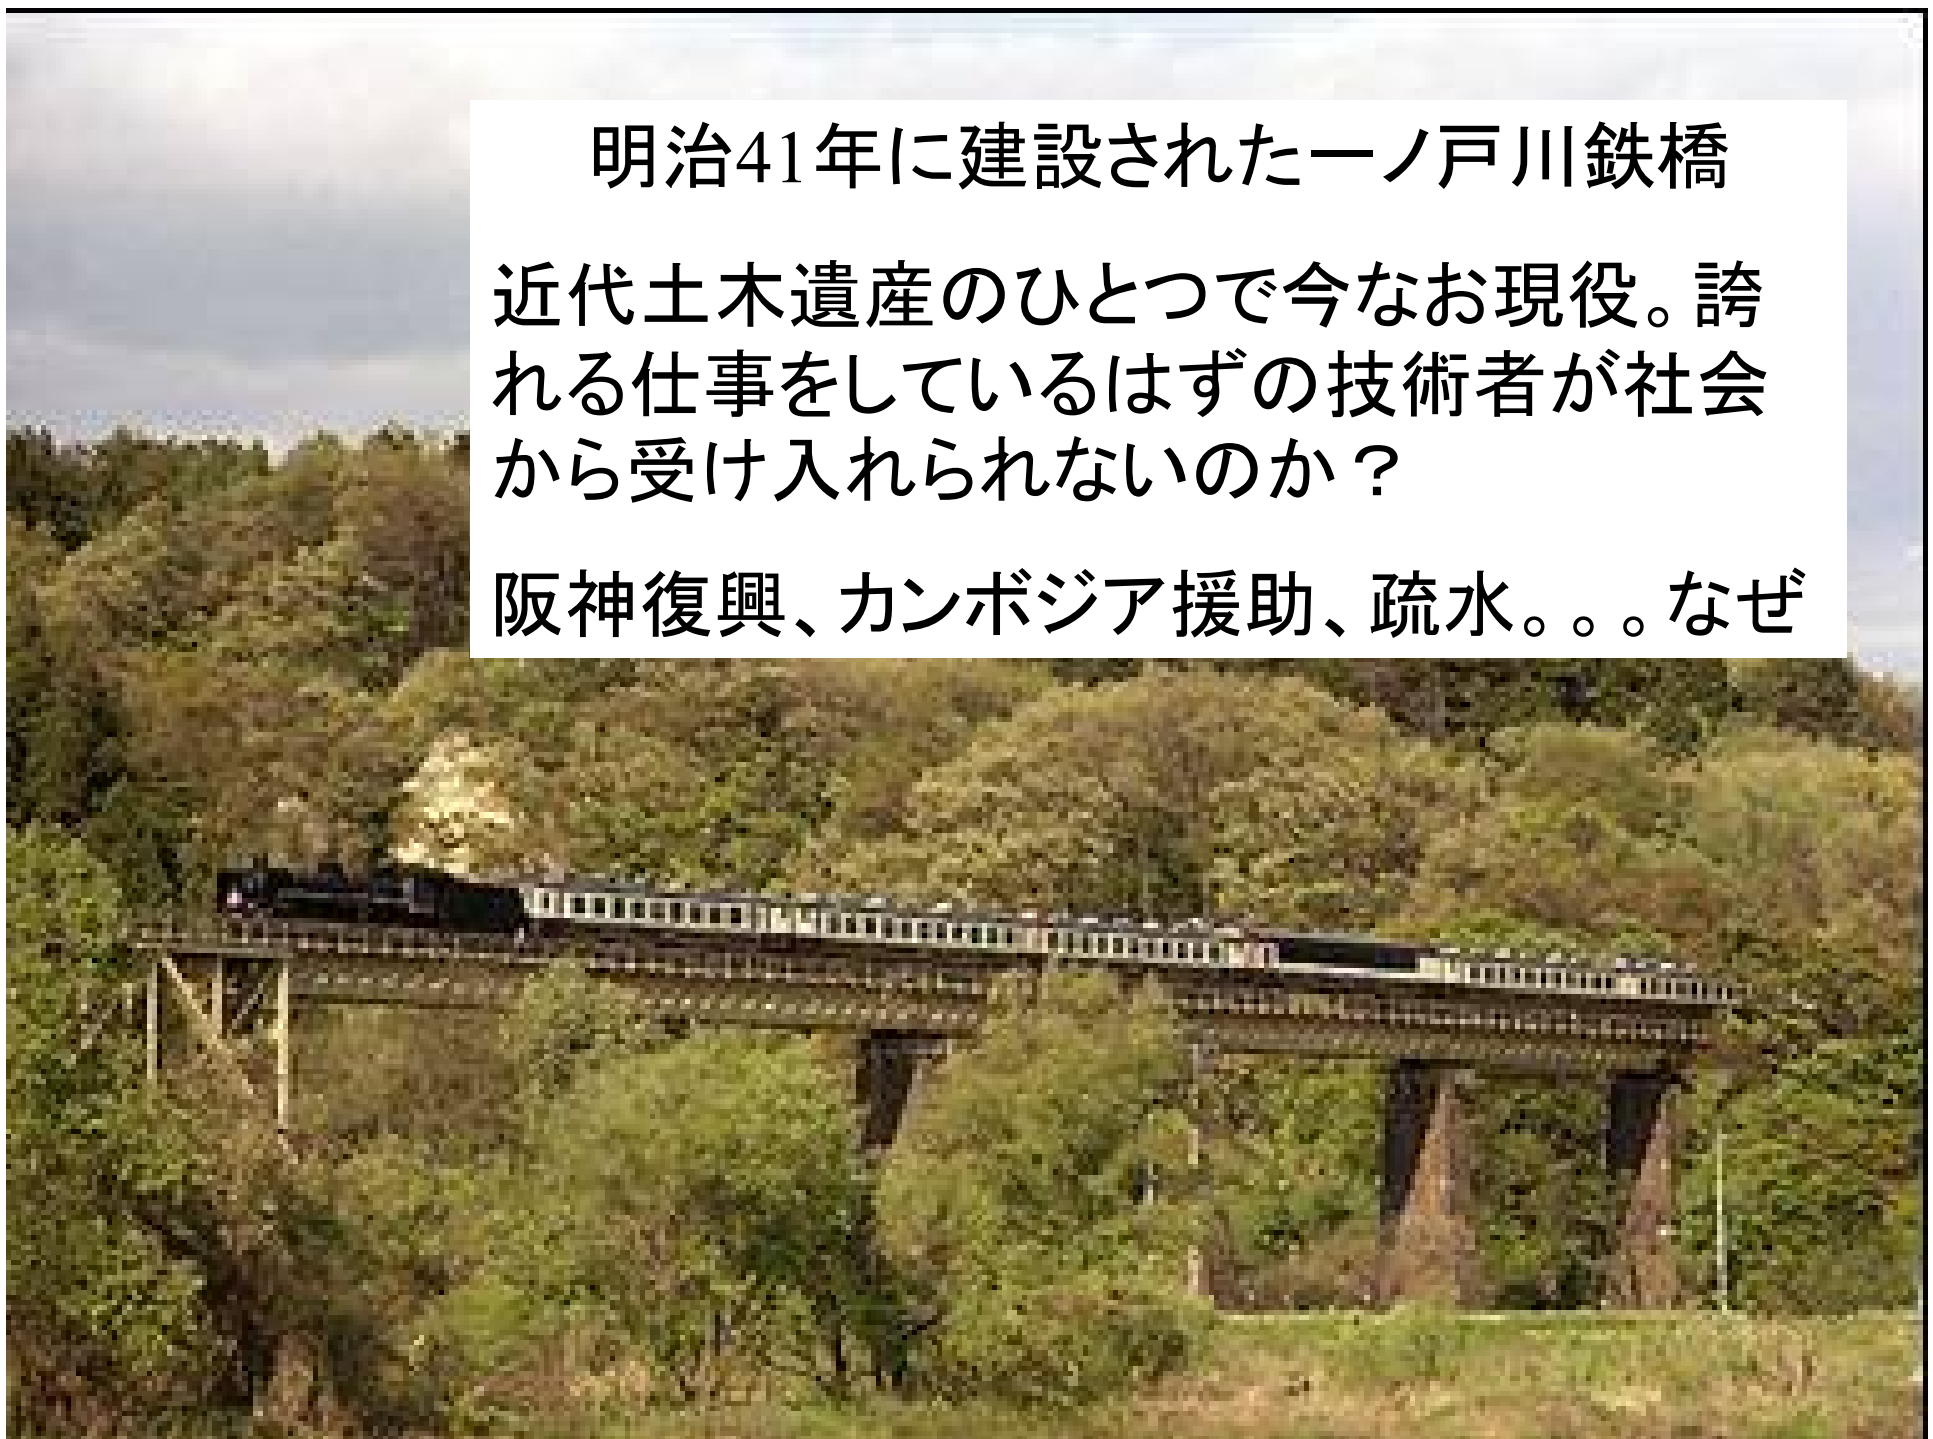 明治41年に建設された一ノ戸川鉄橋
近代土木遺産のひとつで今なお現役。誇
れる仕事をしているはずの技術者が社会
から受け入れられないのか？
阪神復興、カンボジア援助、疏水。。。なぜ